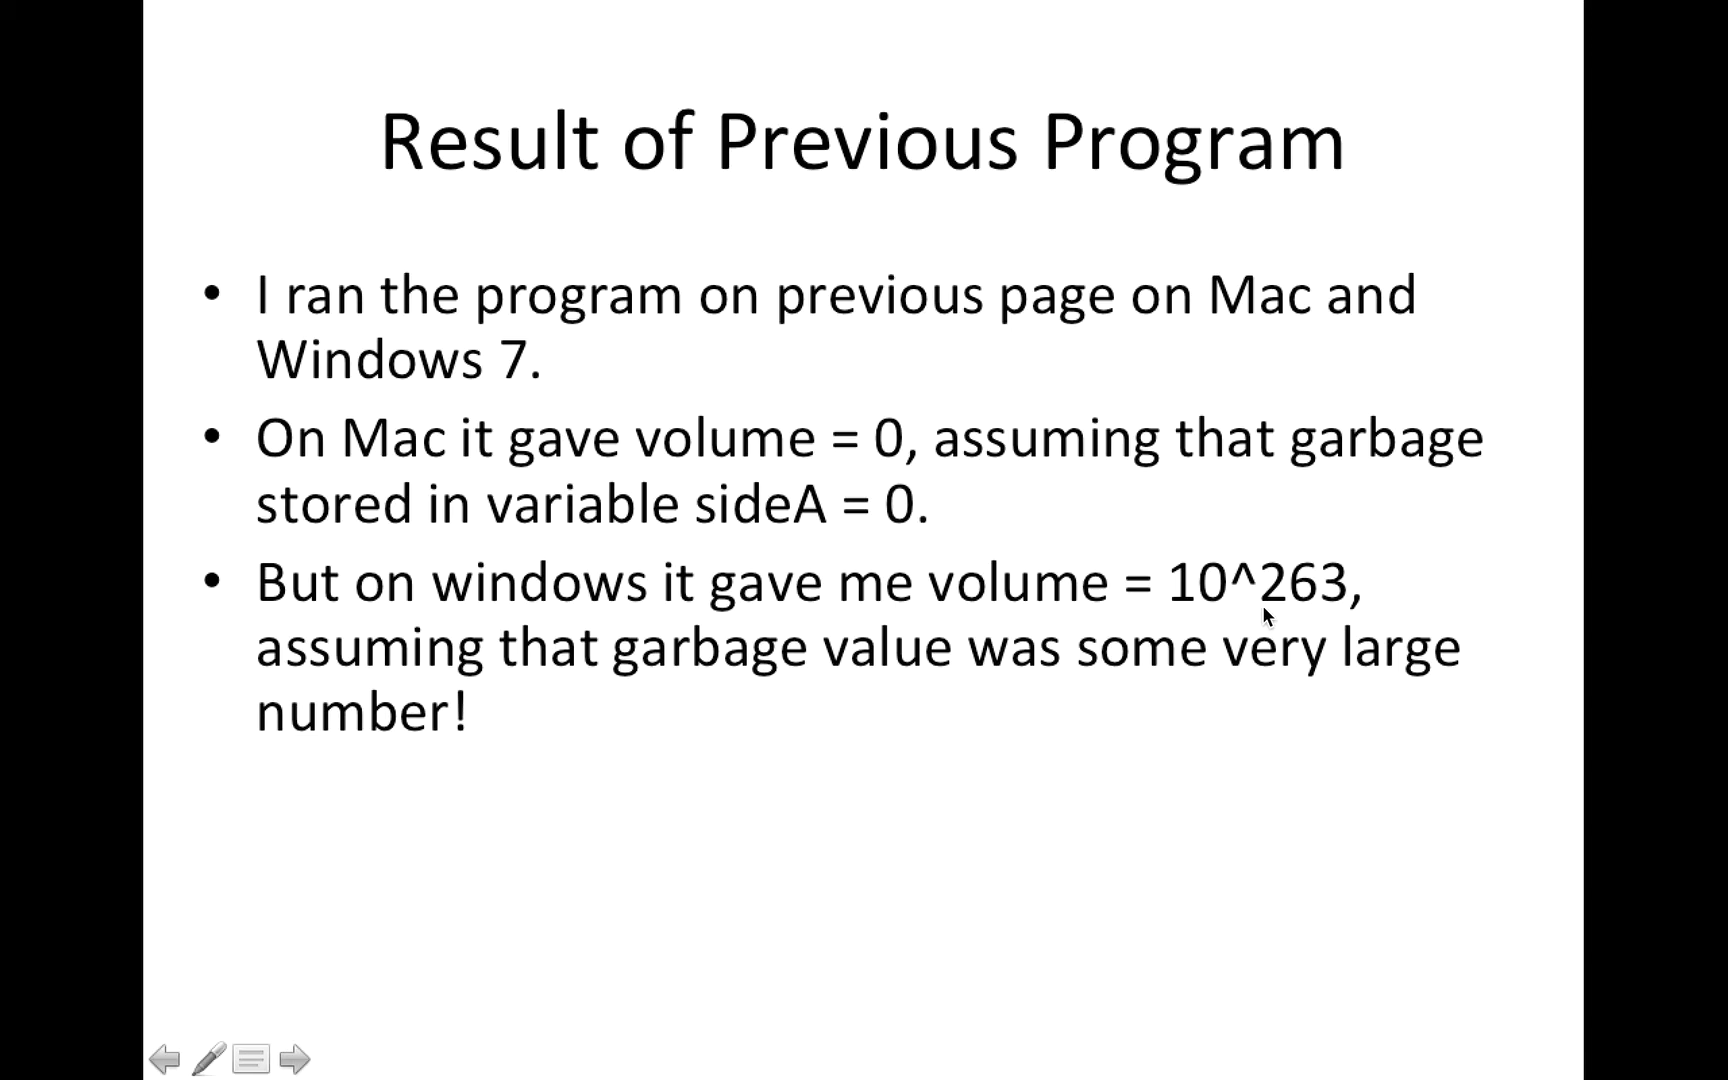 Result of Previous Program
• I ran the program on previous page on Mac and
Windows 7.
• On Mac it gave volume = 0, assuming that garbage
stored in variable sideA = 0.
• But on windows it gave me volume = 10^263,
assuming that garbage value was some very large
number!